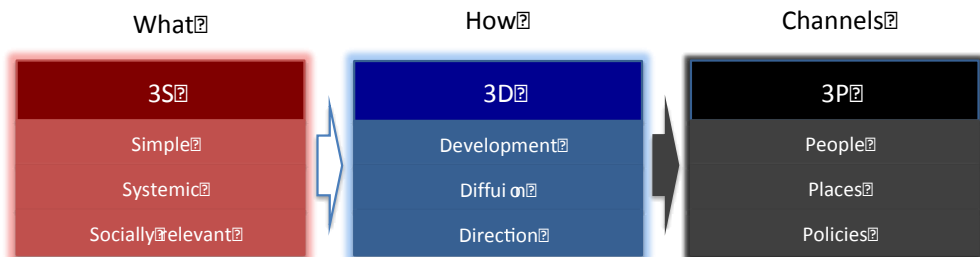 What⍰
How⍰
Channels⍰
3S⍰
Simple⍰
Systemic⍰
Socially⍰relevant⍰
3D⍰
Development⍰
Diffui on⍰
Direction⍰
3P⍰
People⍰
Places⍰
Policies⍰